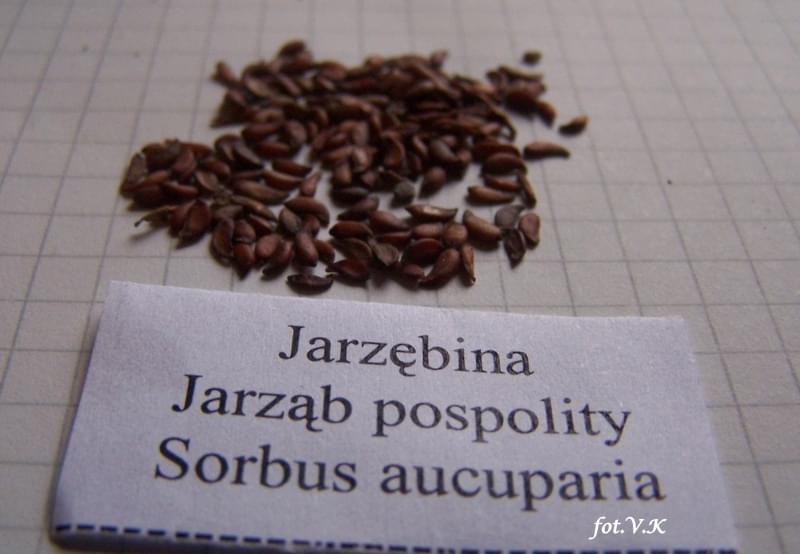 Jarzębina
Jarząb pospolity
Sorbus aucuparia
fot.V.K